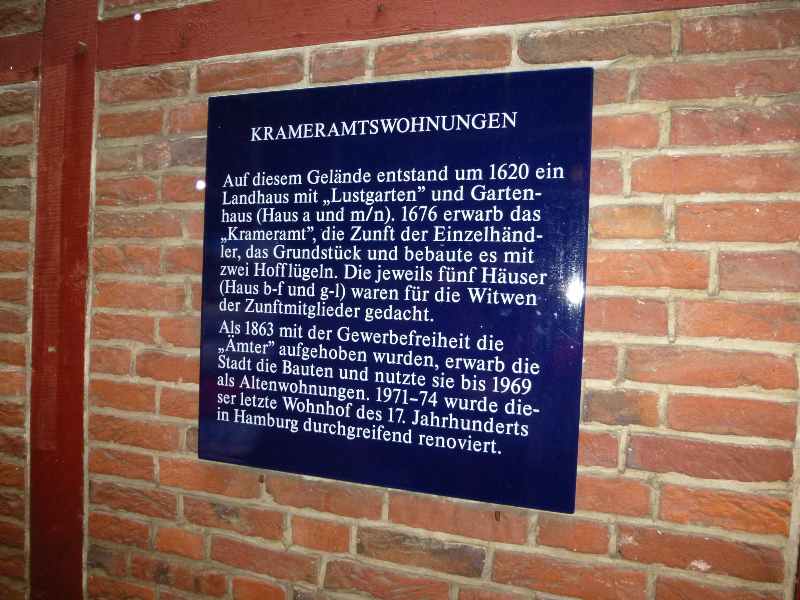 KRAMERAMTSWOHNUNGEN
Auf diesem Gelände entstand um 1620 ein
Landhaus mit „Lustgarten” und Garten-
haus (Haus a und m/n). 1676 erwarb das
„Krameramt”, die Zunft der Einzelhänd-
ler, das Grundstück und bebaute es mit
zwei Hofflügeln. Die jeweils fünf Häuser
(Haus b-f und g-l) waren für die Witwen
der Zunftmitglieder gedacht.
Als 1863 mit der Gewerbefreiheit die
„Ämter” aufgehoben wurden, erwarb die
Stadt die Bauten und nutzte sie bis 1969
als Altenwohnungen. 1971–74 wurde die-
ser letzte Wohnhof des 17. Jahrhunderts
in Hamburg durchgreifend renoviert.